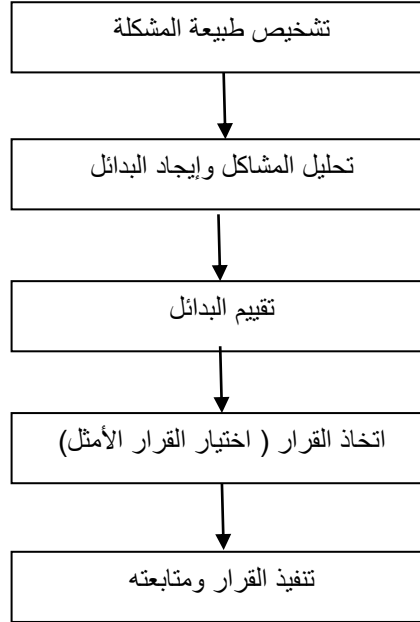 تشخيص طبيعة المشكلة
تحليل المشاكل وإيجاد البدائل
تقييم البدائل
اتخاذ القرار ( اختيار القرار الأمثل)
تنفيذ القرار ومتابعته